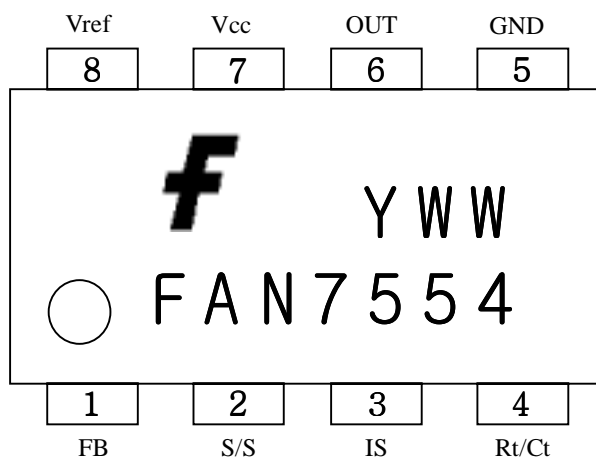 Vref Vcc OUT GND
8 7 6 5
f
YWW
FAN7554
1 2 3 4
FB S/S IS Rt/Ct